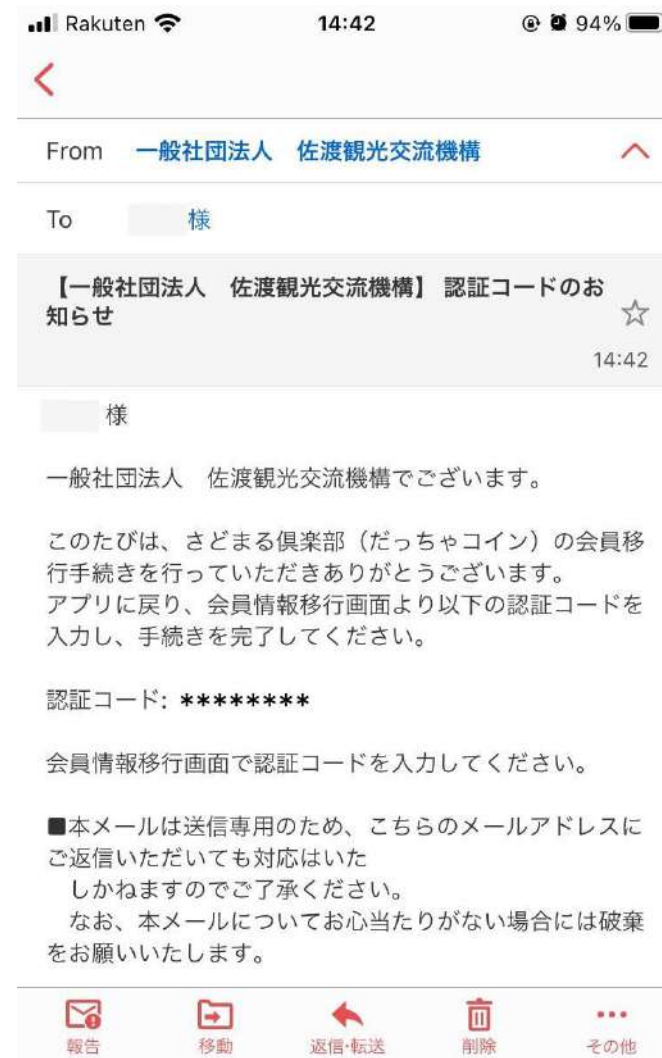 Rakuten 14:42 94%
From 一般社団法人 佐渡観光交流機構
To 様
【一般社団法人 佐渡観光交流機構】 認証コードのお
知らせ
14:42
様
一般社団法人 佐渡観光交流機構でございます。
このたびは、さどまる倶楽部（だっちゃコイン）の会員移
行手続きを行っていただきありがとうございます。
アプリに戻り、会員情報移行画面より以下の認証コードを
入力し、手続きを完了してください。
認証コード: ********
会員情報移行画面で認証コードを入力してください。
■本メールは送信専用のため、こちらのメールアドレスに
ご返信いただいても対応はいた
しかねますのでご了承ください。
なお、本メールについてお心当たりがない場合には破棄
をお願いいたします。
報告 移動 返信・転送 削除 その他